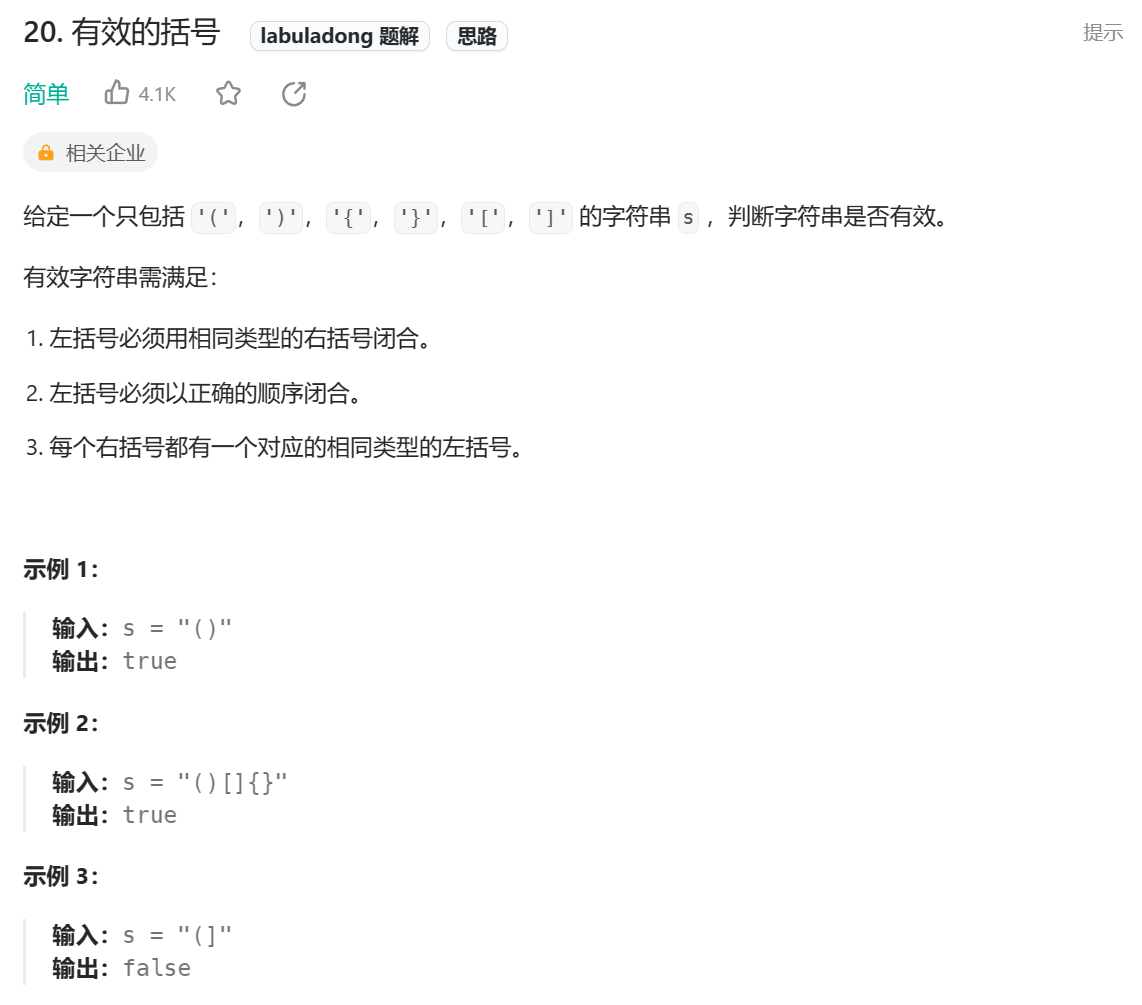 20. 有效的括号 labuladong 题解 思路 提示
简单 4.1K
相关企业
给定一个只包括 '('，')'，'{'，'}'，'['，']' 的字符串 s ，判断字符串是否有效。
有效字符串需满足：
1. 左括号必须用相同类型的右括号闭合。
2. 左括号必须以正确的顺序闭合。
3. 每个右括号都有一个对应的相同类型的左括号。
示例 1：
输入：s = "()"
输出：true
示例 2：
输入：s = "()[]{}"
输出：true
示例 3：
输入：s = "(]"
输出：false